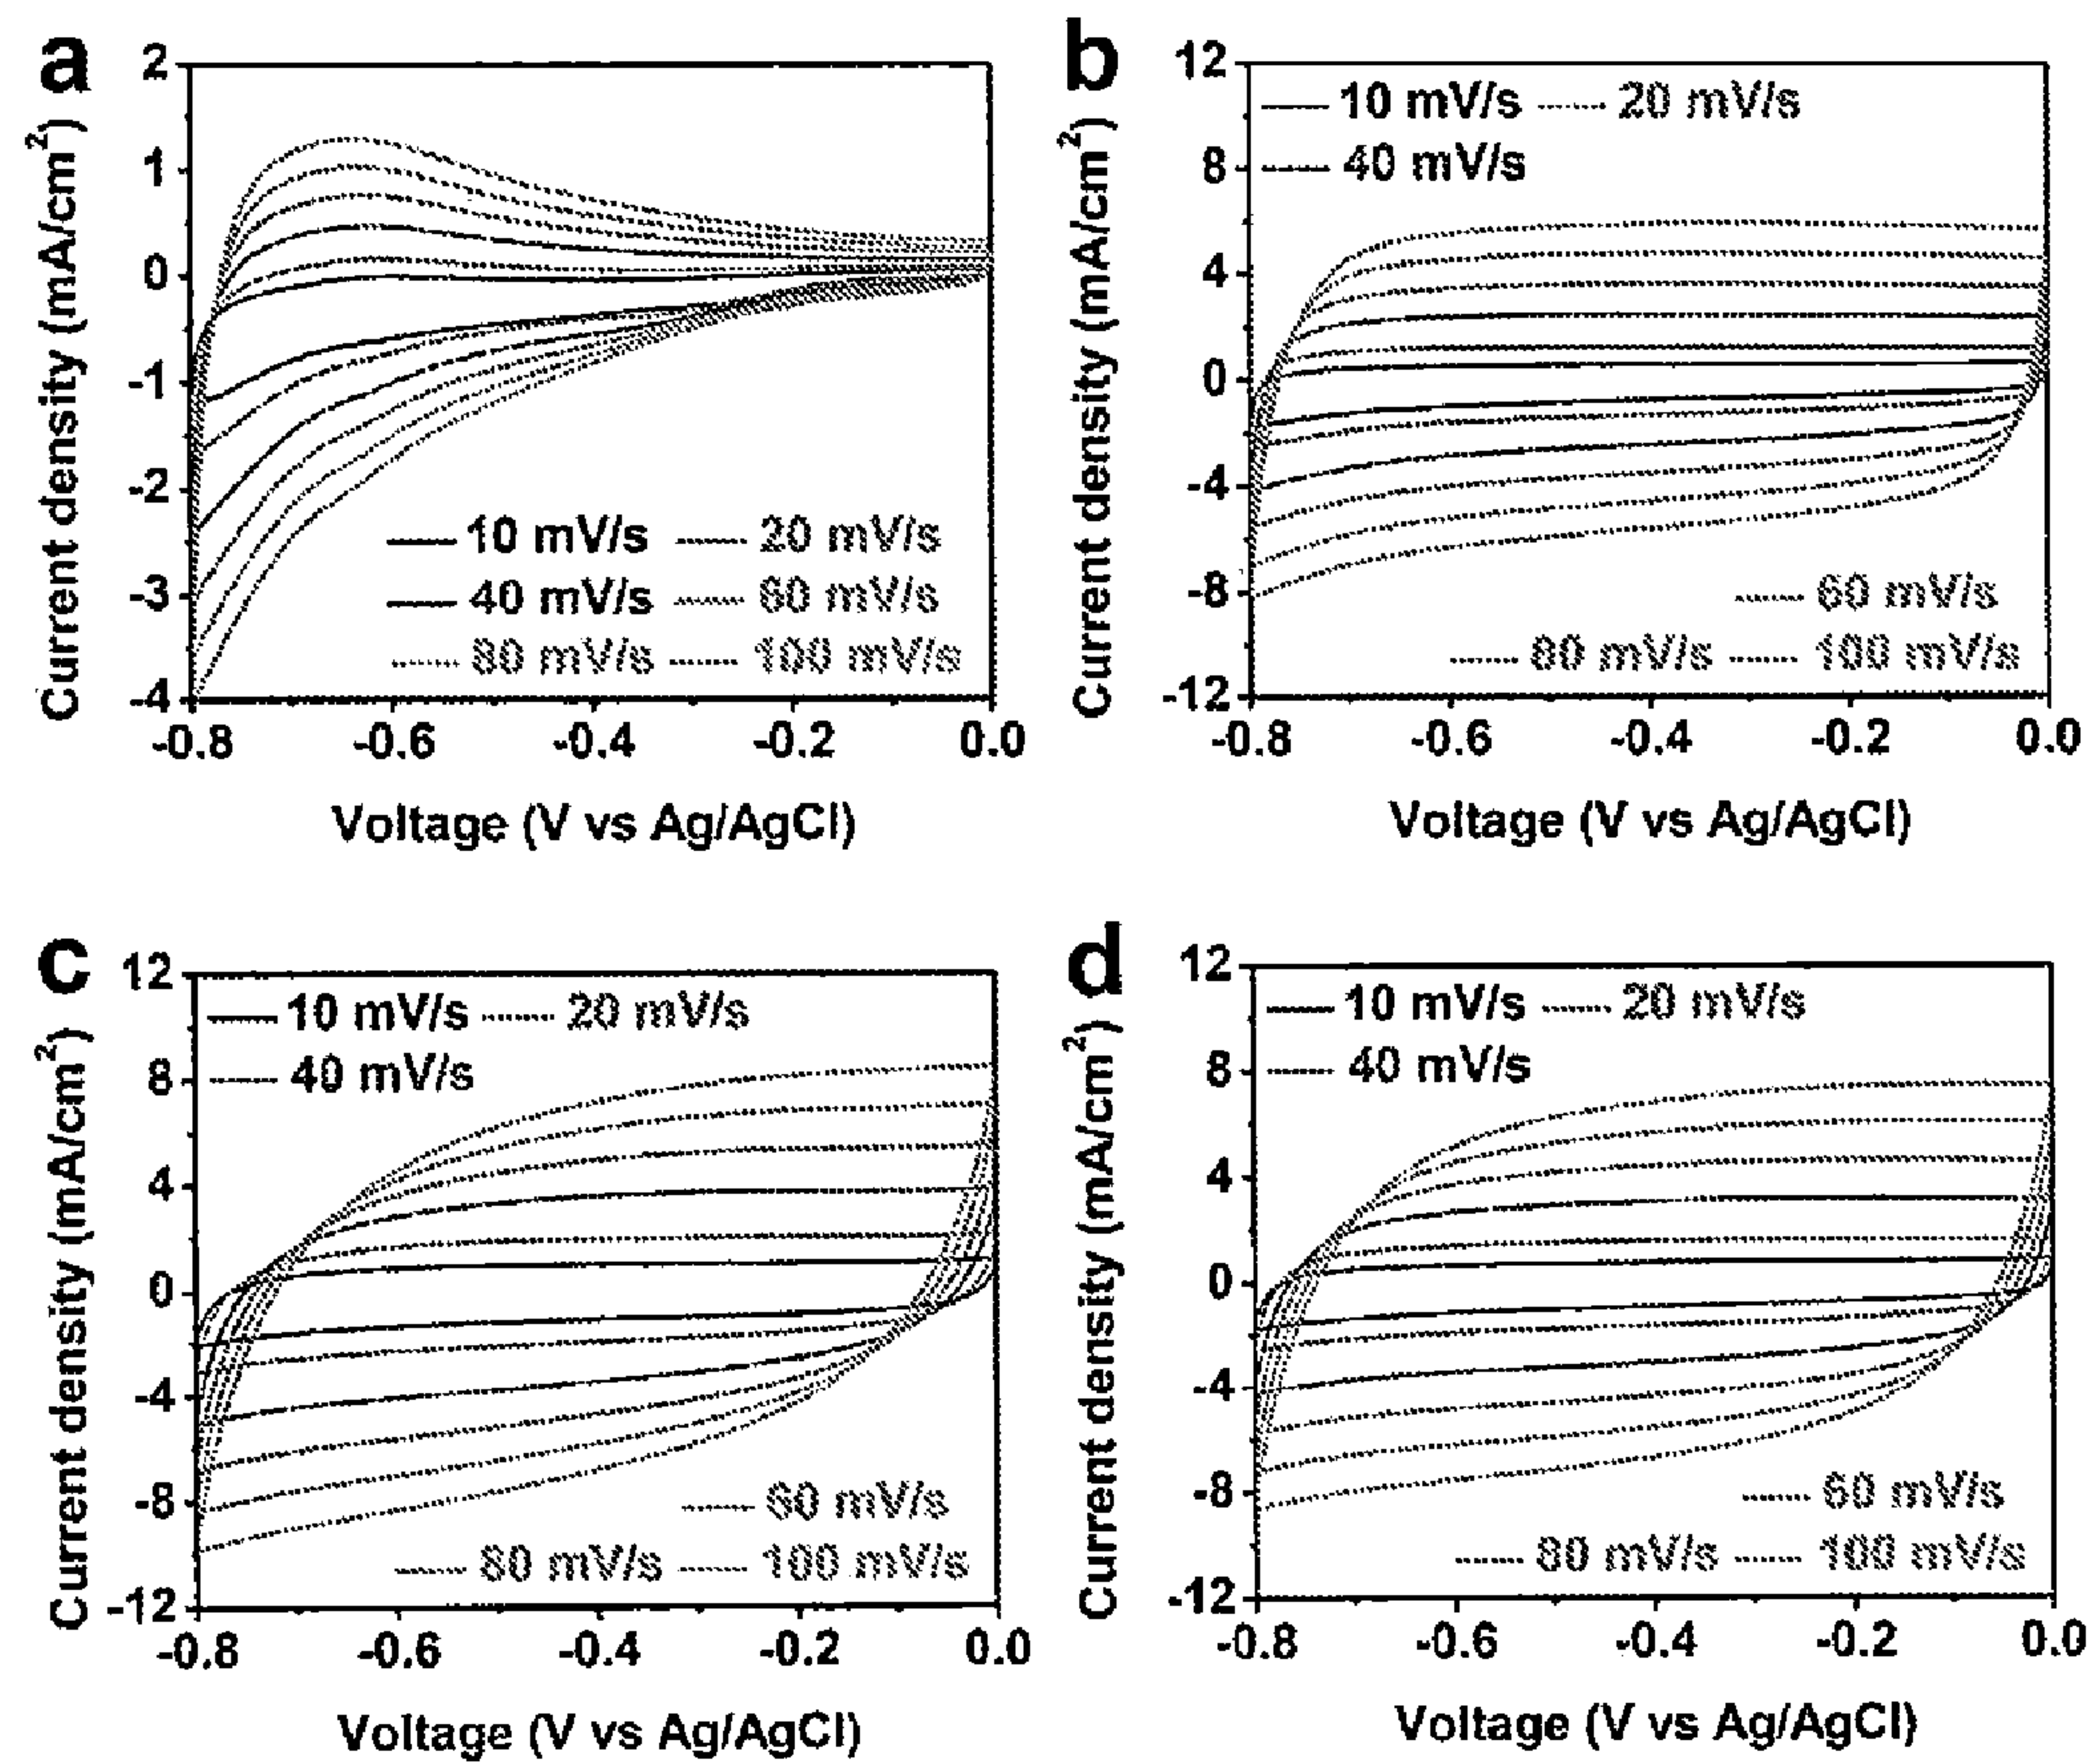 a
Current density (mA/cm²)
2
1
0
-1
-2
-3
-4
10 mV/s 20 mV/s
40 mV/s 60 mV/s
80 mV/s 100 mV/s
-0.8 -0.6 -0.4 -0.2 0.0
Voltage (V vs Ag/AgCl)
b
Current density (mA/cm²)
12
8
4
0
-4
-8
-12
10 mV/s 20 mV/s
40 mV/s
60 mV/s
80 mV/s 100 mV/s
-0.8 -0.6 -0.4 -0.2 0.0
Voltage (V vs Ag/AgCl)
c
Current density (mA/cm²)
12
8
4
0
-4
-8
-12
10 mV/s 20 mV/s
40 mV/s
60 mV/s
80 mV/s 100 mV/s
-0.8 -0.6 -0.4 -0.2 0.0
Voltage (V vs Ag/AgCl)
d
Current density (mA/cm²)
12
8
4
0
-4
-8
-12
10 mV/s 20 mV/s
40 mV/s
60 mV/s
80 mV/s 100 mV/s
-0.8 -0.6 -0.4 -0.2 0.0
Voltage (V vs Ag/AgCl)